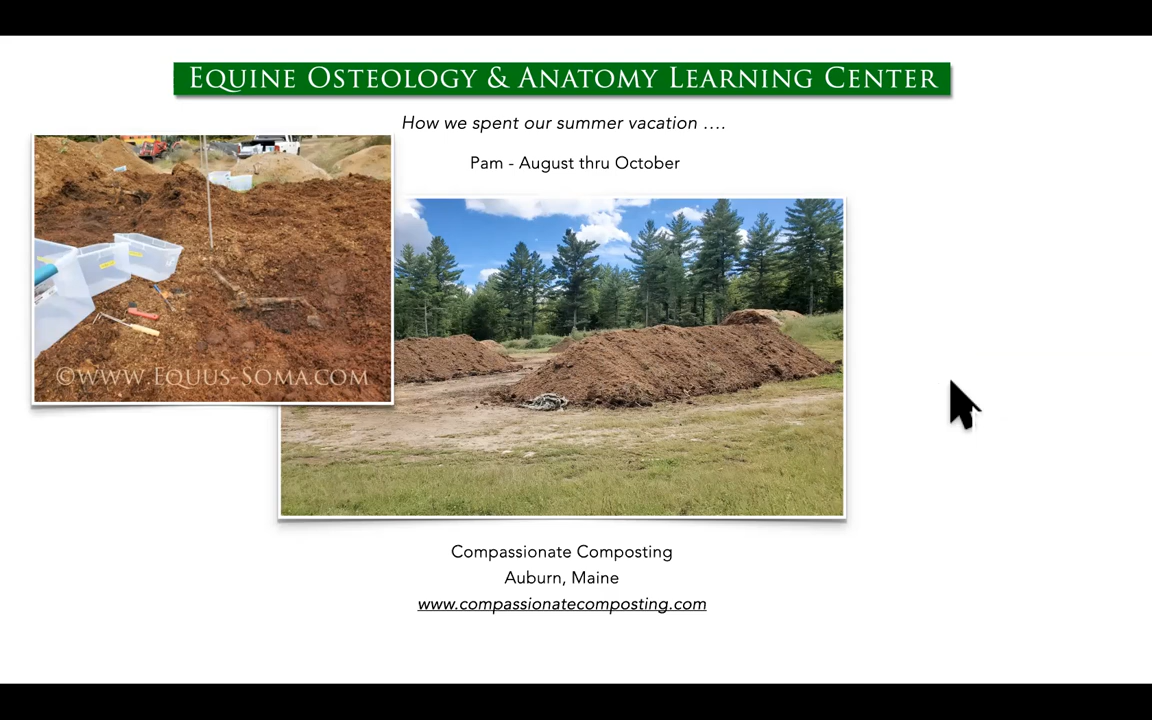 Equine Osteology & Anatomy Learning Center
How we spent our summer vacation ....
Pam - August thru October
©www.Equus-Soma.com
Compassionate Composting
Auburn, Maine
www.compassionatecomposting.com